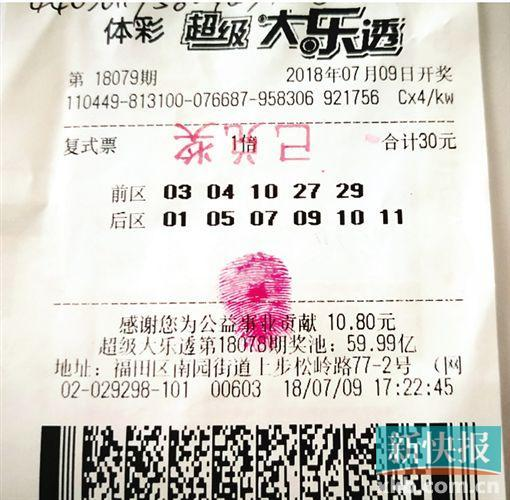 体彩 超级大乐透
第 18079期 2018年07月09日开奖
110449-813100-076687-958306 921756 Cx4/kw
已兑奖
复式票 1倍 合计30元
前区 03 04 10 27 29
后区 01 05 07 09 10 11
感谢您为公益事业贡献 10.80元
超级大乐透第18078期奖池：59.99亿
地址：福田区南园街道上步松岭路77-2号 （网
02-029298-101 00603 18/07/09 17:22:45
新快报